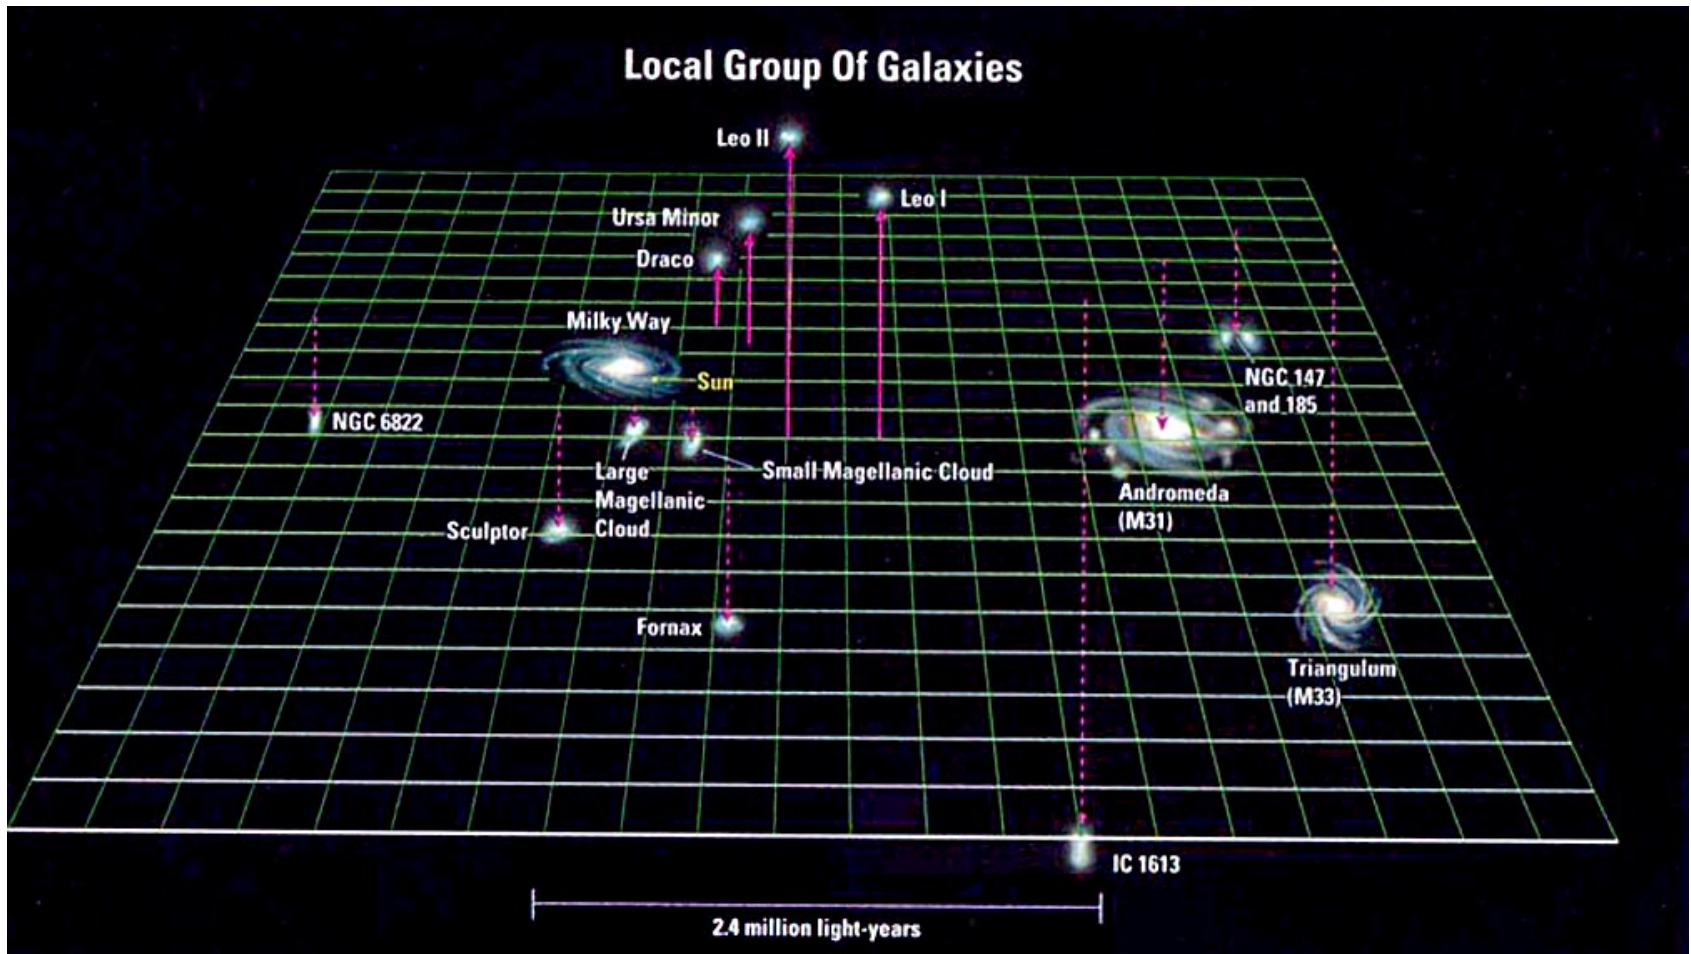 Local Group Of Galaxies
Leo II
Leo I
Ursa Minor
Draco
Milky Way
Sun
NGC 147
and 185
NGC 6822
Large
Magellanic
Cloud
Small Magellanic Cloud
Andromeda
(M31)
Sculptor
Fornax
Triangulum
(M33)
IC 1613
2.4 million light-years